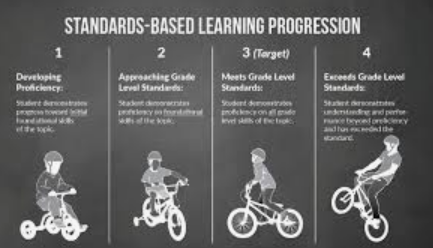 STANDARDS-BASED LEARNING PROGRESSION
1
Developing
Proficiency:
Student demonstrates
progress toward initial
foundational skills
of the topic.
2
Approaching Grade
Level Standards:
Student demonstrates
proficiency on foundational
skills of the topic.
3 (Target)
Meets Grade Level
Standards:
Student demonstrates
proficiency on all grade
level skills of the topic.
4
Exceeds Grade Level
Standards:
Student demonstrates
understanding and perfor-
mance beyond proficiency
and has exceeded the
standard.